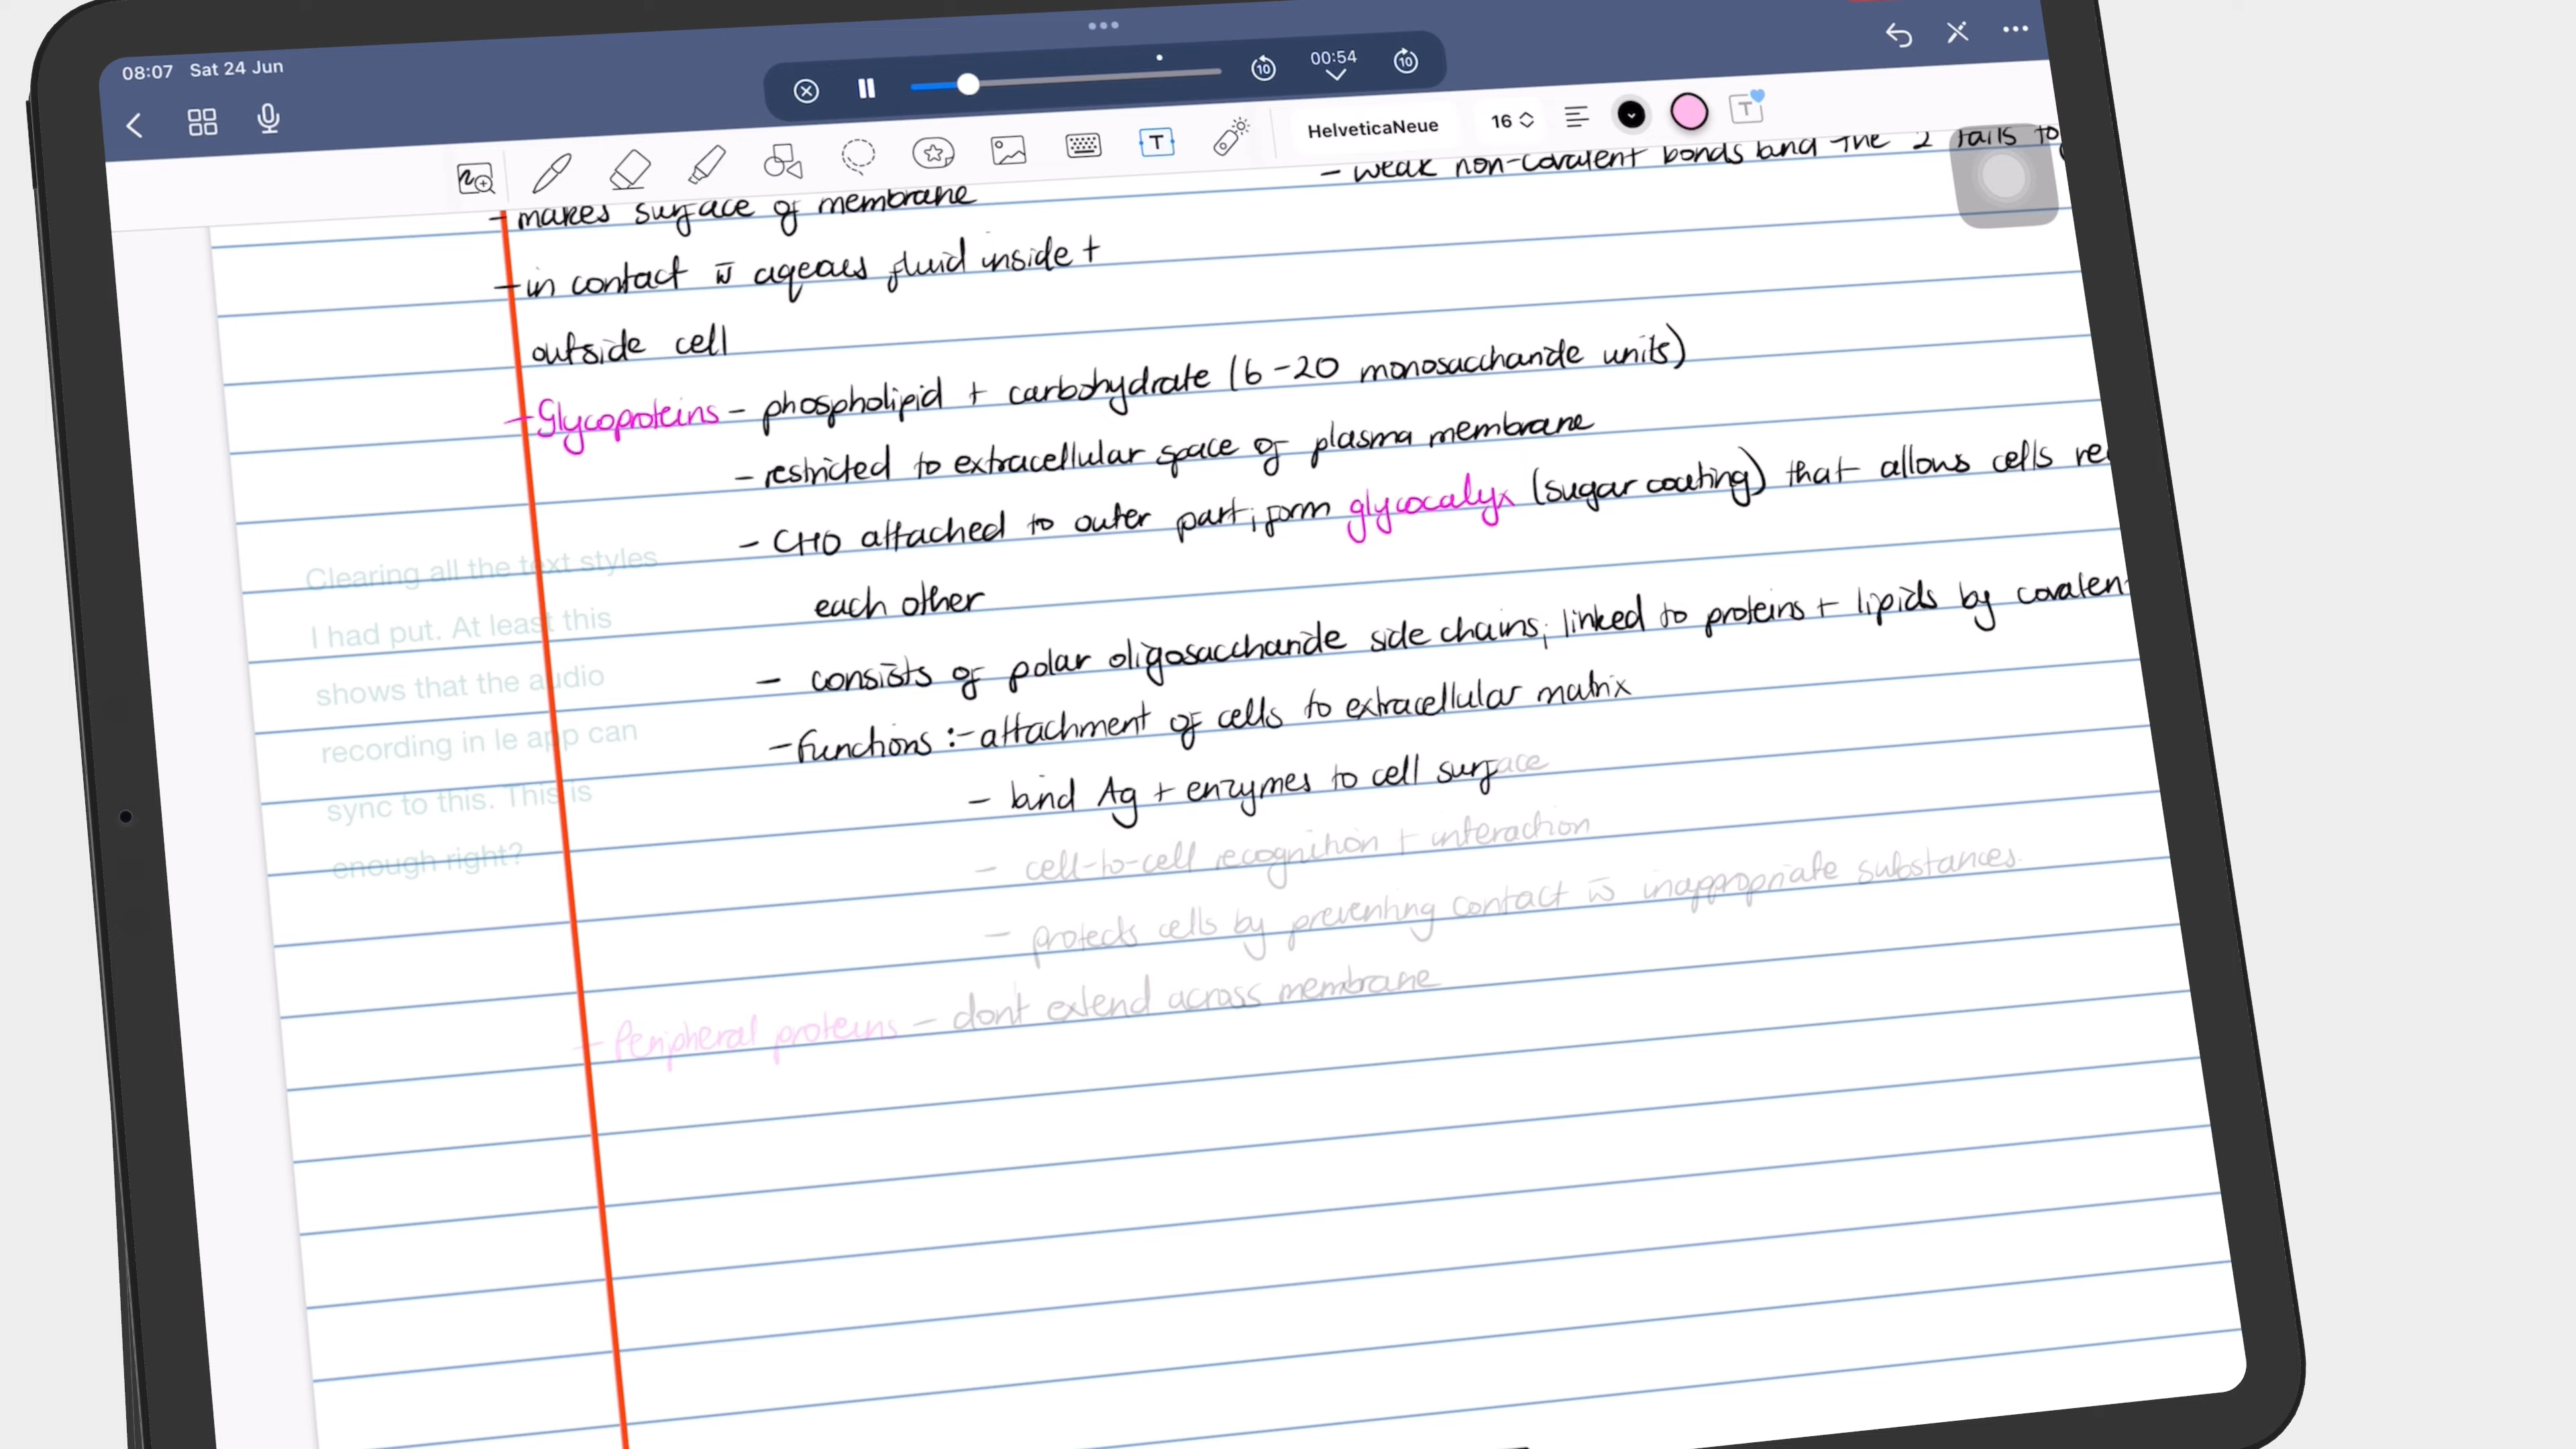 08:07 Sat 24 Jun
00:54
10
10
HelveticaNeue
16
T
T
- weak non-covalent bonds bind the 2 tails
- makes surface of membrane
- in contact w̄ aqeous fluid inside +
outside cell
- Glycoproteins - phospholipid + carbohydrate (6-20 monosaccharide units)
- restricted to extracellular space of plasma membrane
- CHO attached to outer part; form glycocalyx (sugar coating) that allows cells
each other
- consists of polar oligosaccharide side chains; linked to proteins + lipids by covalen
- functions :- attachment of cells to extracellular matrix
- bind Ag + enzymes to cell surface
- cell-to-cell recognition + interaction
- protects cells by preventing contact w̄ inappropriate substances.
- Peripheral proteins - dont extend across membrane
Clearing all the text styles
I had put. At least this
shows that the audio
recording in le app can
sync to this. This is
enough right?